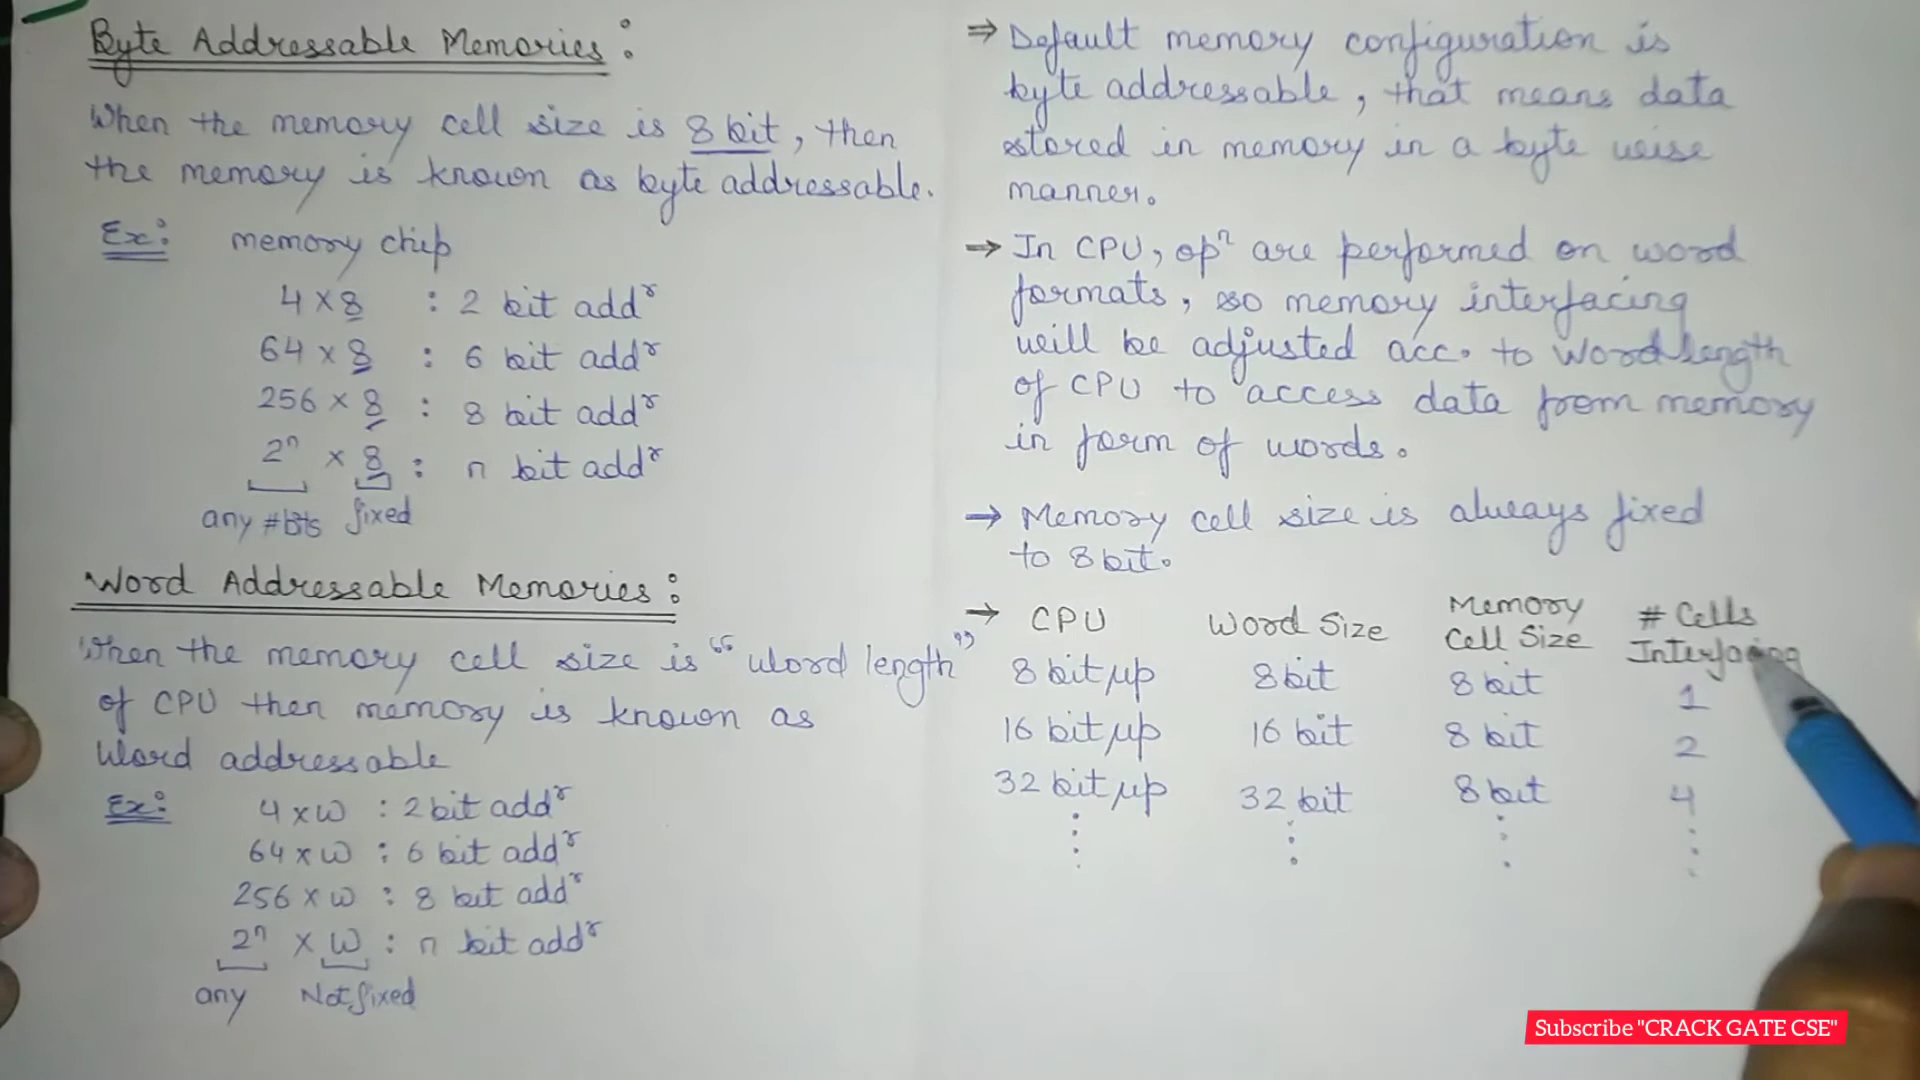 Byte Addressable Memories :
When the memory cell size is 8 bit, then
the memory is known as byte addressable.
Ex: memory chip
4 x 8 : 2 bit addr
64 x 8 : 6 bit addr
256 x 8 : 8 bit addr
2ⁿ x 8 : n bit addr
any #bts fixed
Word Addressable Memories :
When the memory cell size is "word length"
of CPU then memory is known as
Word addressable
Ex: 4 x W : 2 bit addr
64 x W : 6 bit addr
256 x W : 8 bit addr
2ⁿ x W : n bit addr
any Not fixed
⇒ Default memory configuration is
byte addressable, that means data
stored in memory in a byte wise
manner.
→ In CPU, opⁿ are performed on word
formats, so memory interfacing
will be adjusted acc. to Word length
of CPU to access data from memory
in form of words.
→ Memory cell size is always fixed
to 8 bit.
→ CPU Word Size Memory Cell Size # Cells Interfacing
8 bit μp 8 bit 8 bit 1
16 bit μp 16 bit 8 bit 2
32 bit μp 32 bit 8 bit 4
Subscribe "CRACK GATE CSE"